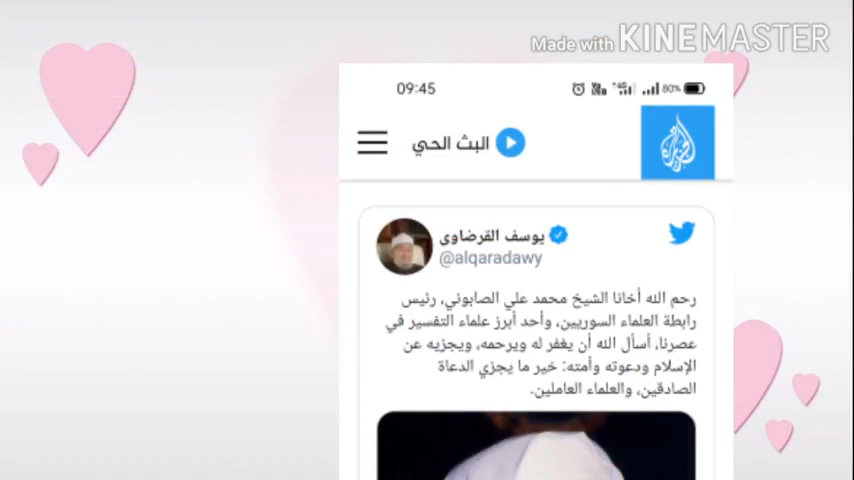 Made with KINEMASTER
09:45
80%
البث الحي
الجزيرة
يوسف القرضاوى
@alqaradawy
رحم الله أخانا الشيخ محمد علي الصابوني، رئيس
رابطة العلماء السوريين، وأحد أبرز علماء التفسير في
عصرنا، أسأل الله أن يغفر له ويرحمه، ويجزيه عن
الإسلام ودعوته وأمته: خير ما يجزي الدعاة
الصادقين، والعلماء العاملين.